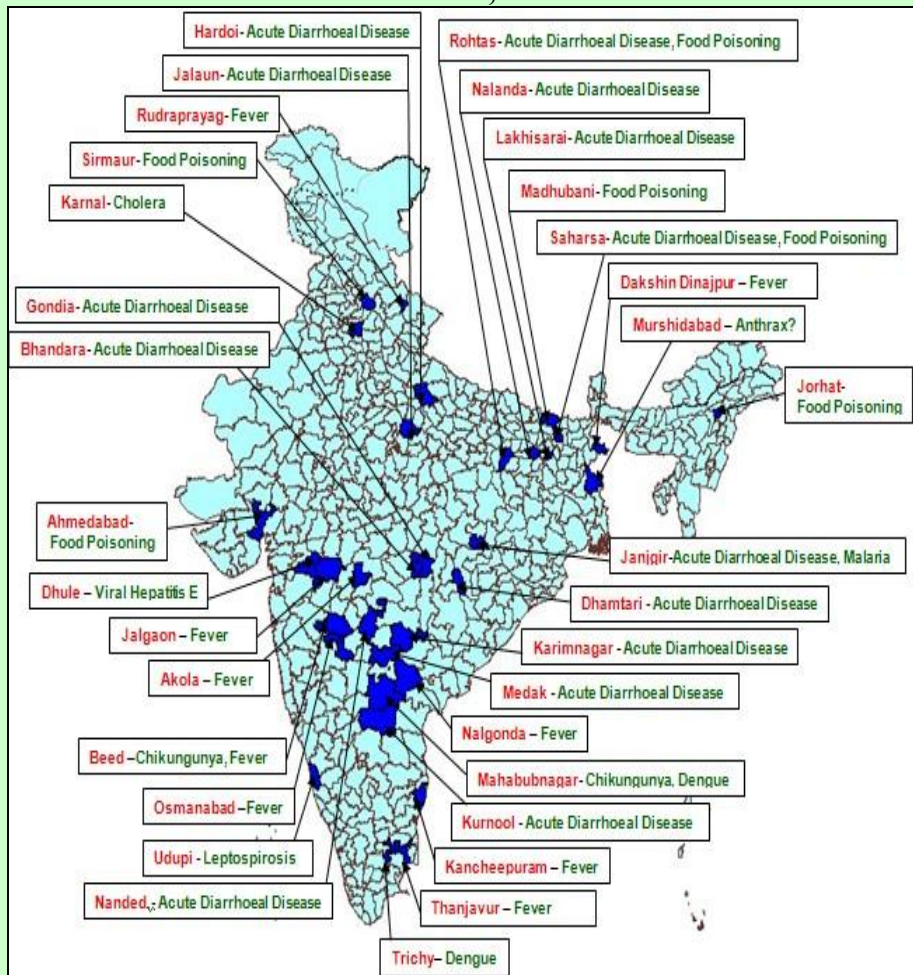 Hardoi- Acute Diarrhoeal Disease
Jalaun- Acute Diarrhoeal Disease
Rudraprayag- Fever
Sirmaur- Food Poisoning
Karnal- Cholera
Gondia- Acute Diarrhoeal Disease
Bhandara- Acute Diarrhoeal Disease
Rohtas- Acute Diarrhoeal Disease, Food Poisoning
Nalanda- Acute Diarrhoeal Disease
Lakhisarai- Acute Diarrhoeal Disease
Madhubani- Food Poisoning
Saharsa- Acute Diarrhoeal Disease, Food Poisoning
Dakshin Dinajpur – Fever
Murshidabad – Anthrax?
Jorhat-
Food Poisoning
Ahmedabad-
Food Poisoning
Dhule – Viral Hepatitis E
Jalgaon – Fever
Akola – Fever
Beed –Chikungunya, Fever
Osmanabad –Fever
Udupi - Leptospirosis
Nanded,: Acute Diarrhoeal Disease
Janjgir-Acute Diarrhoeal Disease, Malaria
Dhamtari - Acute Diarrhoeal Disease
Karimnagar - Acute Diarrhoeal Disease
Medak - Acute Diarrhoeal Disease
Nalgonda – Fever
Mahabubnagar- Chikungunya, Dengue
Kurnool - Acute Diarrhoeal Disease
Kancheepuram – Fever
Thanjavur – Fever
Trichy– Dengue